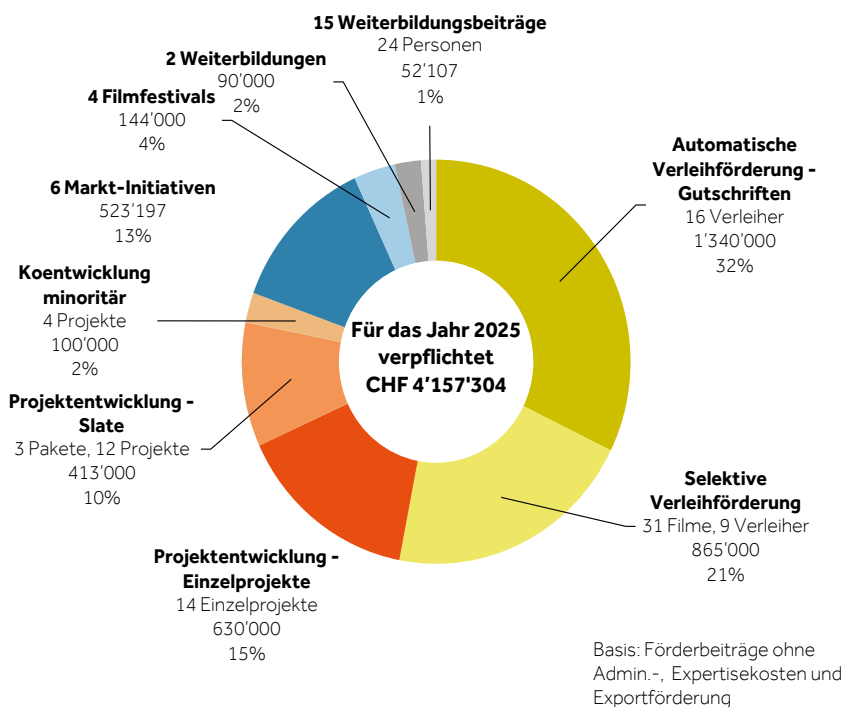 15 Weiterbildungsbeiträge
24 Personen
52’107
1%
2 Weiterbildungen
90’000
2%
4 Filmfestivals
144’000
4%
6 Markt-Initiativen
523’197
13%
Koentwicklung
minoritär
4 Projekte
100’000
2%
Projektentwicklung -
Slate
3 Pakete, 12 Projekte
413’000
10%
Projektentwicklung -
Einzelprojekte
14 Einzelprojekte
630’000
15%
Für das Jahr 2025
verpflichtet
CHF 4’157'304
Automatische
Verleihförderung -
Gutschriften
16 Verleiher
1’340’000
32%
Selektive
Verleihförderung
31 Filme, 9 Verleiher
865’000
21%
Basis: Förderbeiträge ohne
Admin.-, Expertisekosten und
Exportförderung